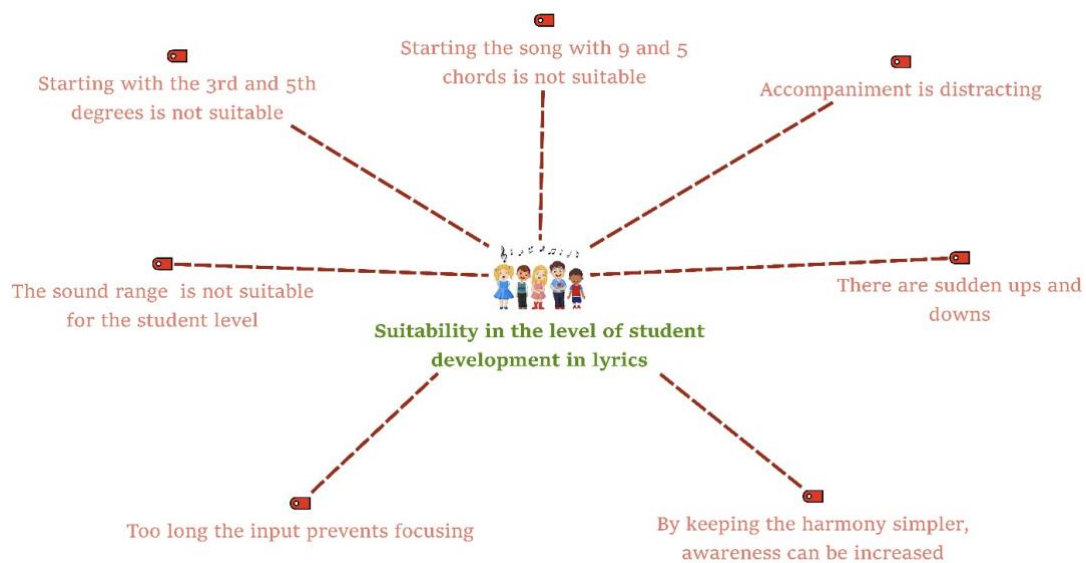 Starting the song with 9 and 5
chords is not suitable
Starting with the 3rd and 5th
degrees is not suitable
Accompaniment is distracting
The sound range is not suitable
for the student level
There are sudden ups and
downs
Suitability in the level of student
development in lyrics
Too long the input prevents focusing
By keeping the harmony simpler,
awareness can be increased